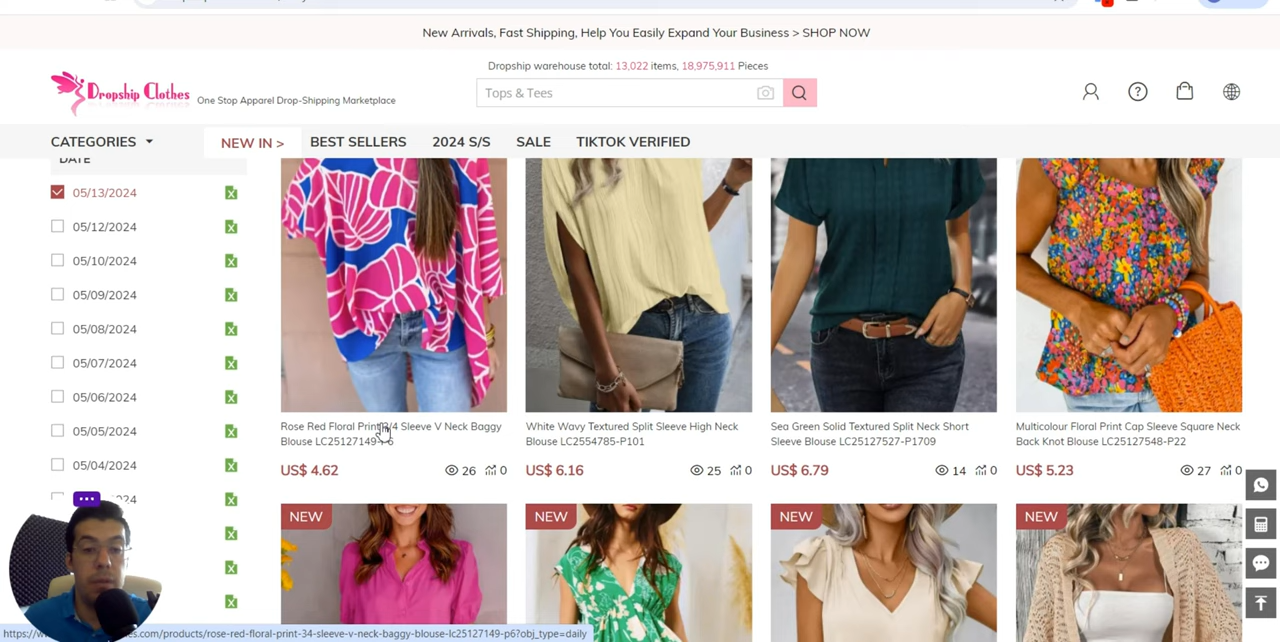 New Arrivals, Fast Shipping, Help You Easily Expand Your Business > SHOP NOW
Dropship warehouse total: 13,022 items, 18,975,911 Pieces
Dropship Clothes
One Stop Apparel Drop-Shipping Marketplace
Tops & Tees
CATEGORIES
NEW IN >
BEST SELLERS
2024 S/S
SALE
TIKTOK VERIFIED
DATE
05/13/2024
05/12/2024
05/10/2024
05/09/2024
05/08/2024
05/07/2024
05/06/2024
05/05/2024
05/04/2024
Rose Red Floral Print 3/4 Sleeve V Neck Baggy
Blouse LC25127149-P6
US$ 4.62
26
0
White Wavy Textured Split Sleeve High Neck
Blouse LC2554785-P101
US$ 6.16
25
0
Sea Green Solid Textured Split Neck Short
Sleeve Blouse LC25127527-P1709
US$ 6.79
14
0
Multicolour Floral Print Cap Sleeve Square Neck
Back Knot Blouse LC25127548-P22
US$ 5.23
27
0
NEW
NEW
NEW
NEW
.com/products/rose-red-floral-print-34-sleeve-v-neck-baggy-blouse-lc25127149-p6?obj_type=daily